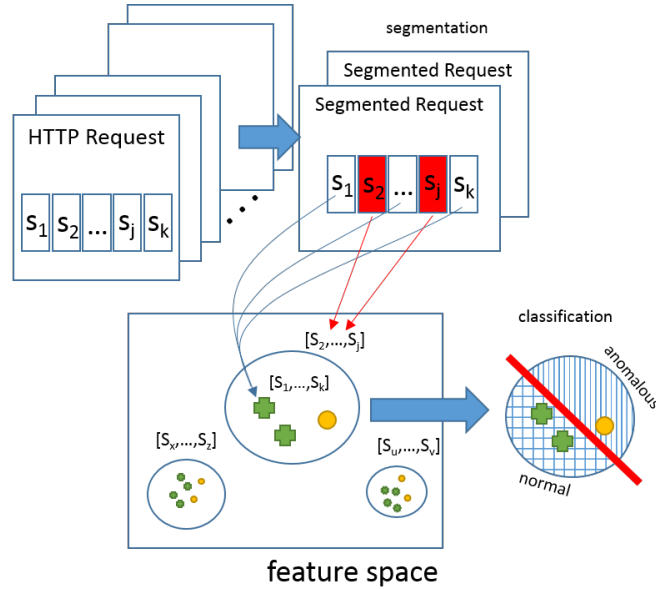 segmentation
Segmented Request
Segmented Request
HTTP Request
s1 s2 ... sj sk
s1 s2 ... sj sk
[S2,...,Sj]
[S1,...,Sk]
[Sx,...,Sz]
[Su,...,Sv]
classification
anomalous
normal
feature space